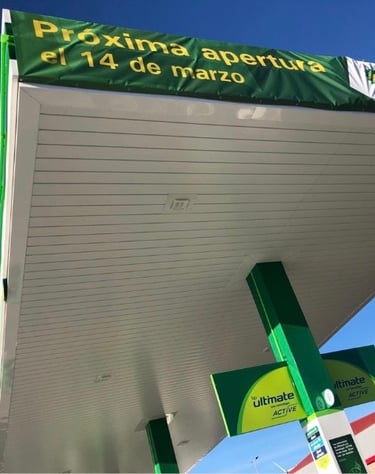 Próxima apertura
el 14 de marzo
ultimate
ACTIVE
ultimate
ACTIVE